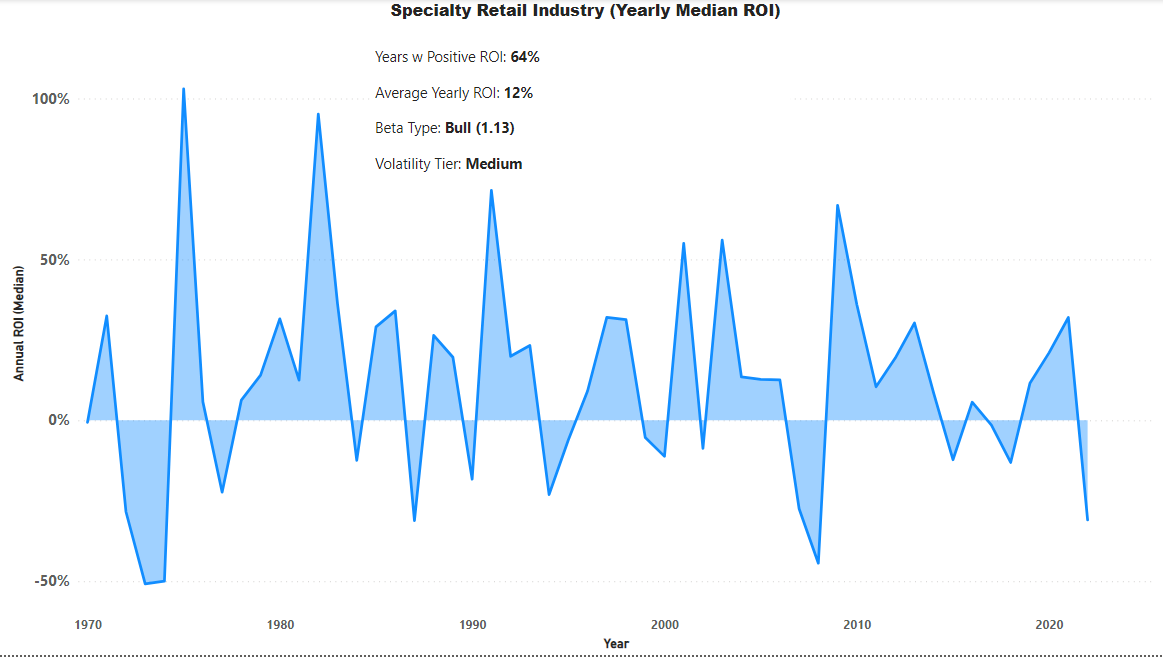 Specialty Retail Industry (Yearly Median ROI)
Years w Positive ROI: 64%
Average Yearly ROI: 12%
Beta Type: Bull (1.13)
Volatility Tier: Medium
Annual ROI (Median)
100%
50%
0%
-50%
1970 1980 1990 2000 2010 2020
Year